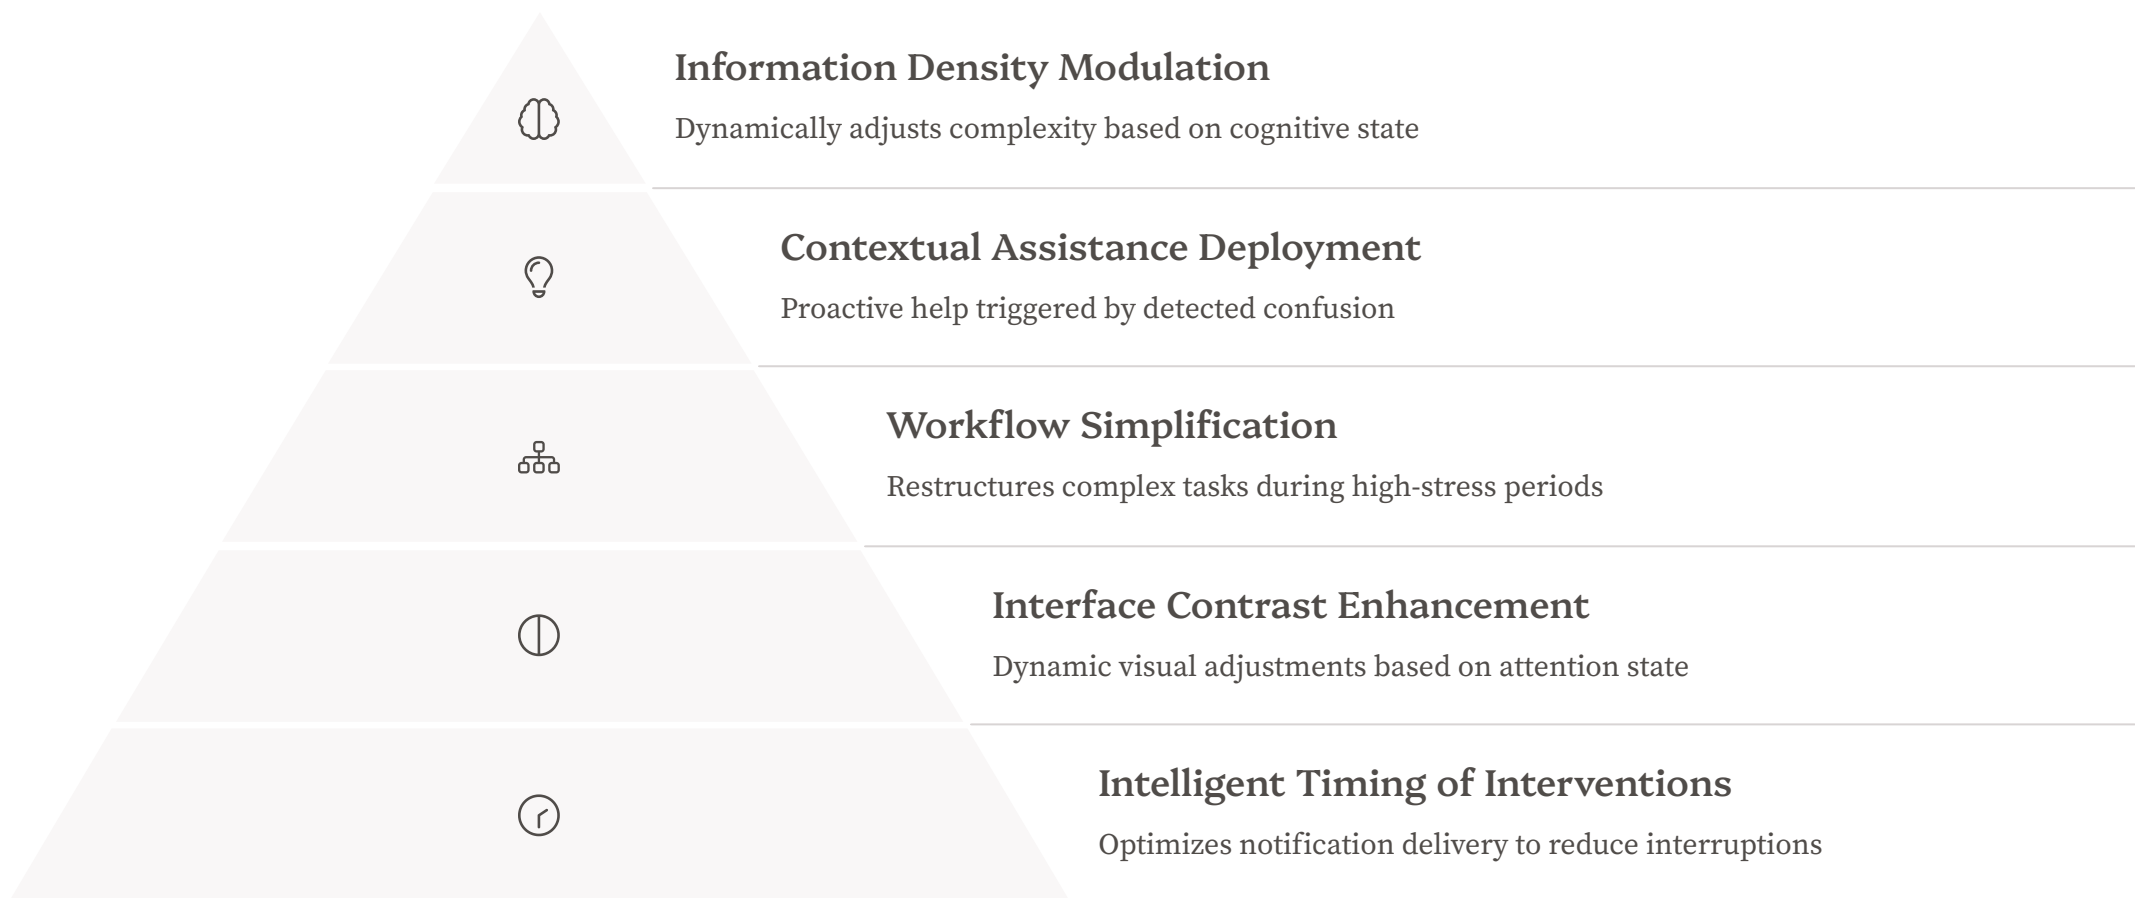 Information Density Modulation
Dynamically adjusts complexity based on cognitive state
Contextual Assistance Deployment
Proactive help triggered by detected confusion
Workflow Simplification
Restructures complex tasks during high-stress periods
Interface Contrast Enhancement
Dynamic visual adjustments based on attention state
Intelligent Timing of Interventions
Optimizes notification delivery to reduce interruptions